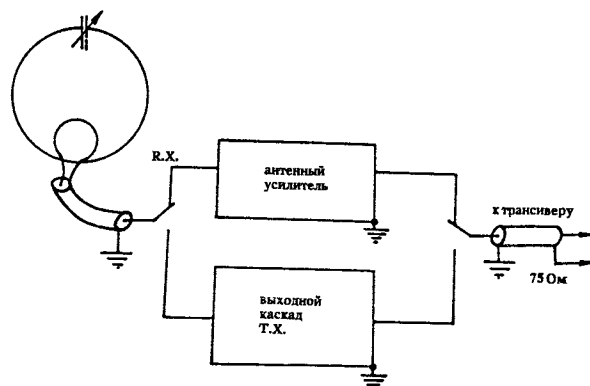 R.X.
антенный
усилитель
к трансиверу
75 Ом
выходной
каскад
T.X.